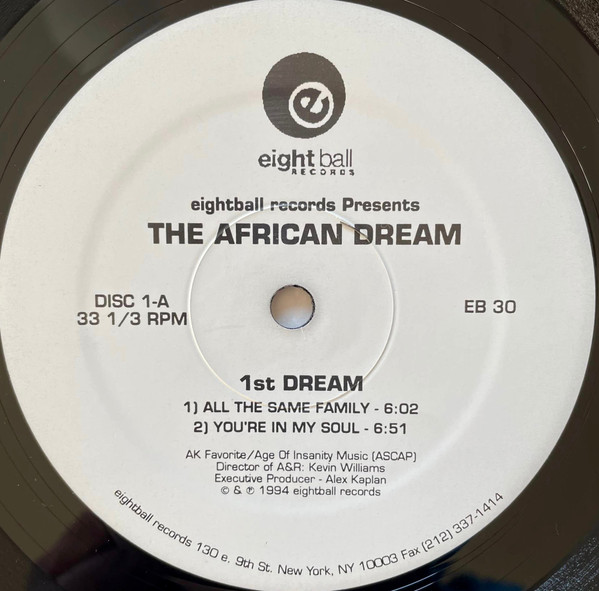 e
eight ball
RECORDS
eightball records Presents
THE AFRICAN DREAM
DISC 1-A
33 1/3 RPM
EB 30
1st DREAM
1) ALL THE SAME FAMILY - 6:02
2) YOU'RE IN MY SOUL - 6:51
AK Favorite/Age Of Insanity Music (ASCAP)
Director of A&R: Kevin Williams
Executive Producer - Alex Kaplan
© & ℗ 1994 eightball records
eightball records 130 e. 9th St. New York, NY 10003 Fax (212) 337-1414